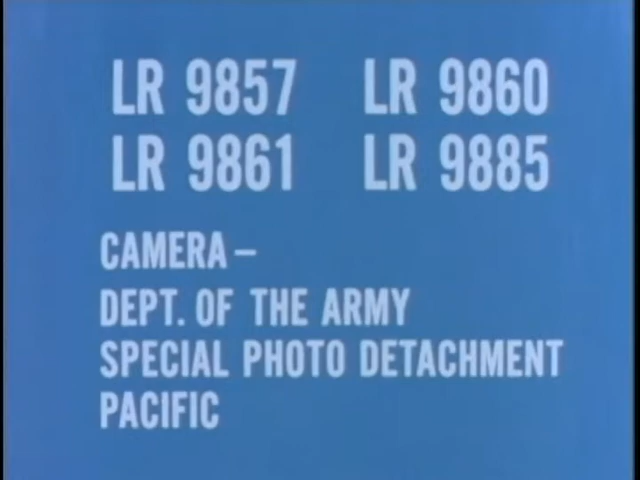 LR 9857 LR 9860
LR 9861 LR 9885
CAMERA –
DEPT. OF THE ARMY
SPECIAL PHOTO DETACHMENT
PACIFIC